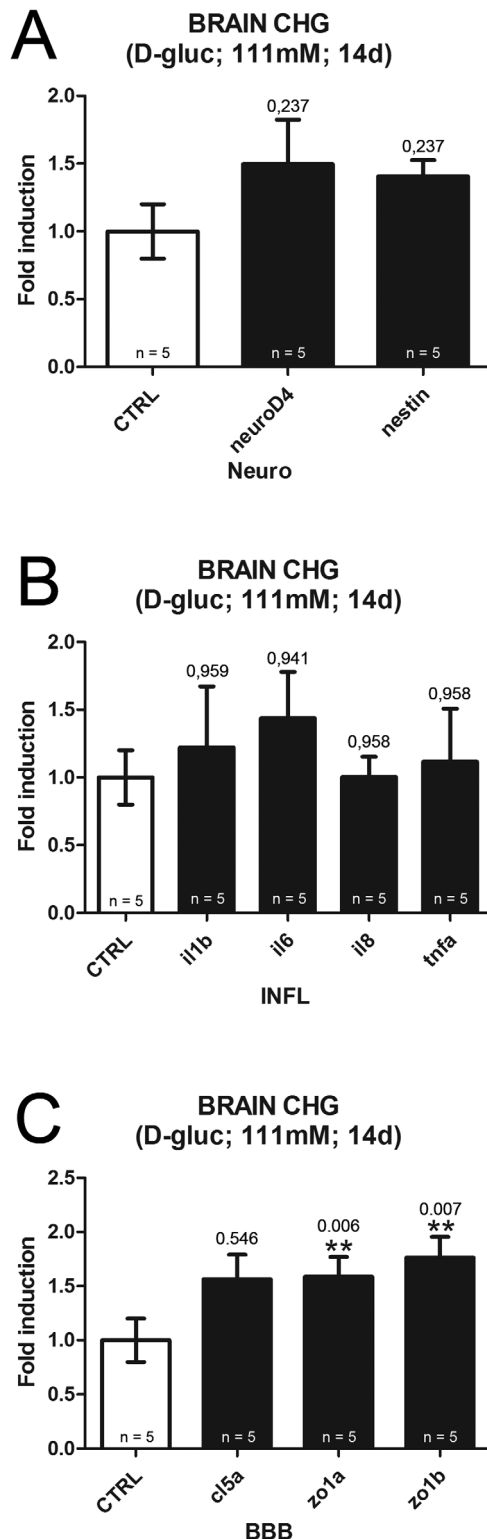 A
BRAIN CHG
(D-gluc; 111mM; 14d)
0,237
0,237
2.0
1.5
1.0
0.5
0.0
Fold induction
n = 5
n = 5
n = 5
CTRL
neuroD4
nestin
Neuro
B
BRAIN CHG
(D-gluc; 111mM; 14d)
0,959
0,941
0,958
0,958
2.0
1.5
1.0
0.5
0.0
Fold induction
n = 5
n = 5
n = 5
n = 5
n = 5
CTRL
il1b
il6
il8
tnfa
INFL
C
BRAIN CHG
(D-gluc; 111mM; 14d)
0.546
0.006
**
0.007
**
2.5
2.0
1.5
1.0
0.5
0.0
Fold induction
n = 5
n = 5
n = 5
n = 5
CTRL
cl5a
zo1a
zo1b
BBB